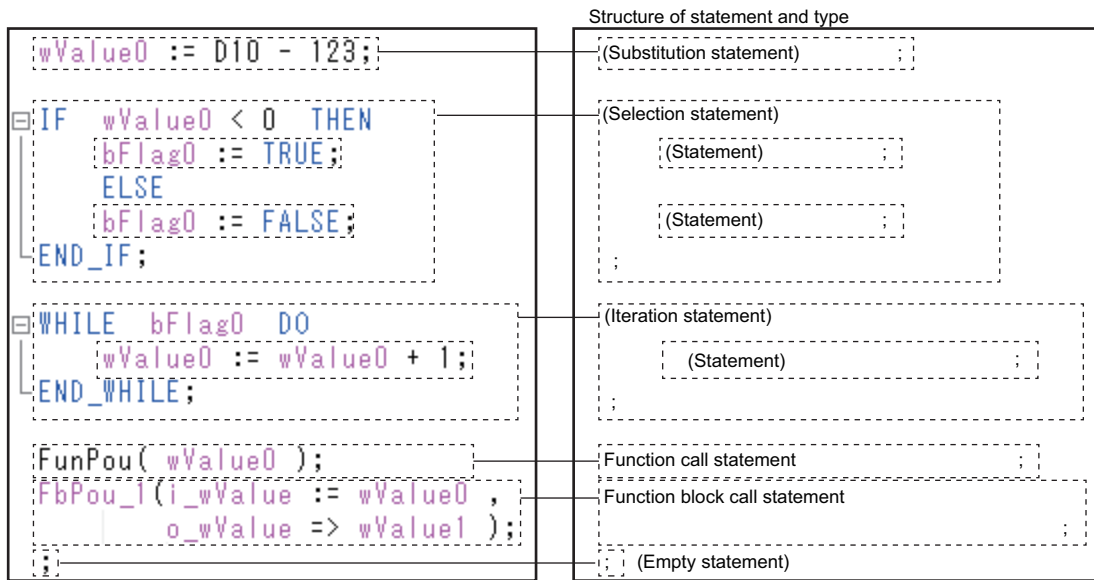 Structure of statement and type
wValue0 := D10 - 123;
(Substitution statement) ;
IF wValue0 < 0 THEN
(Selection statement)
bFlag0 := TRUE;
(Statement) ;
ELSE
bFlag0 := FALSE;
(Statement) ;
END_IF;
;
WHILE bFlag0 DO
(Iteration statement)
wValue0 := wValue0 + 1;
(Statement) ;
END_WHILE;
;
FunPou( wValue0 );
Function call statement ;
FbPou_1(i_wValue := wValue0 ,
Function block call statement
o_wValue => wValue1 );
;
;
; (Empty statement)